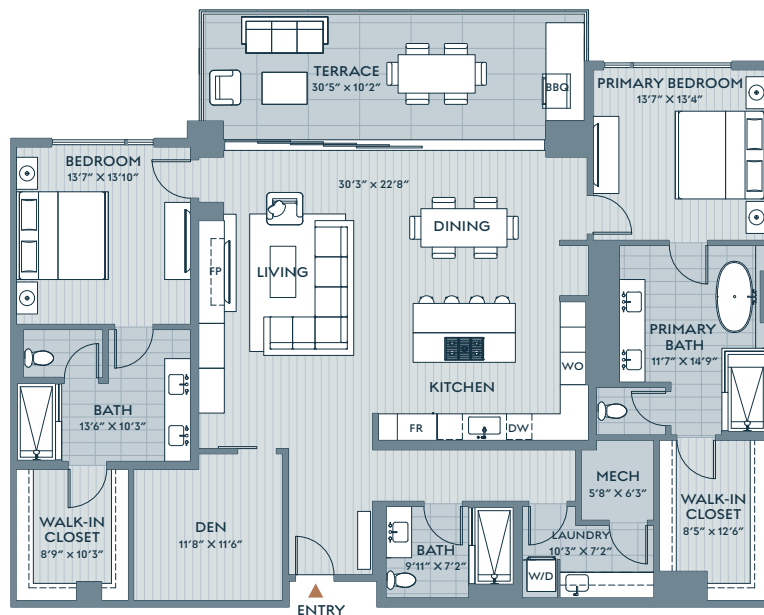 TERRACE
30'5" X 10'2"
BBQ
PRIMARY BEDROOM
13'7" X 13'4"
BEDROOM
13'7" X 13'10"
30'3" x 22'8"
DINING
FP
LIVING
PRIMARY
BATH
11'7" X 14'9"
WO
KITCHEN
BATH
13'6" X 10'3"
FR
DW
MECH
5'8" X 6'3"
WALK-IN
CLOSET
8'9" X 10'3"
DEN
11'8" X 11'6"
WALK-IN
CLOSET
8'5" X 12'6"
BATH
9'11" X 7'2"
LAUNDRY
10'3" X 7'2"
W/D
ENTRY